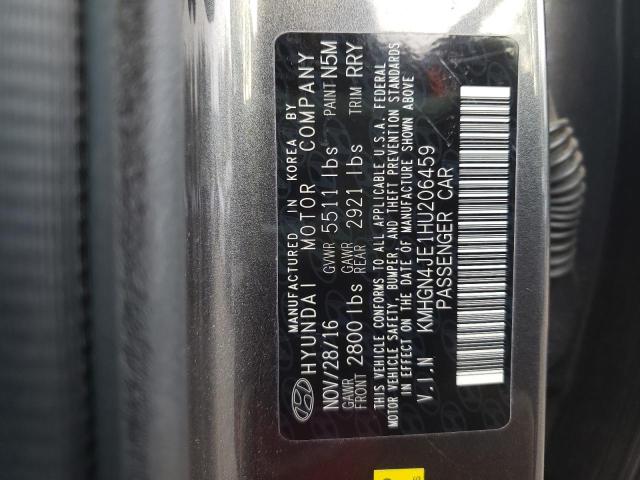 MANUFACTURED IN KOREA BY
HYUNDAI MOTOR COMPANY
NOV/28/16 GVWR 5511 lbs PAINT N5M
GAWR FRONT 2800 lbs GAWR REAR 2921 lbs TRIM RRY
THIS VEHICLE CONFORMS TO ALL APPLICABLE U.S.A. FEDERAL
MOTOR VEHICLE SAFETY, BUMPER, AND THEFT PREVENTION STANDARDS
IN EFFECT ON THE DATE OF MANUFACTURE SHOWN ABOVE
V.I.N KMHGN4JE1HU206459
PASSENGER CAR